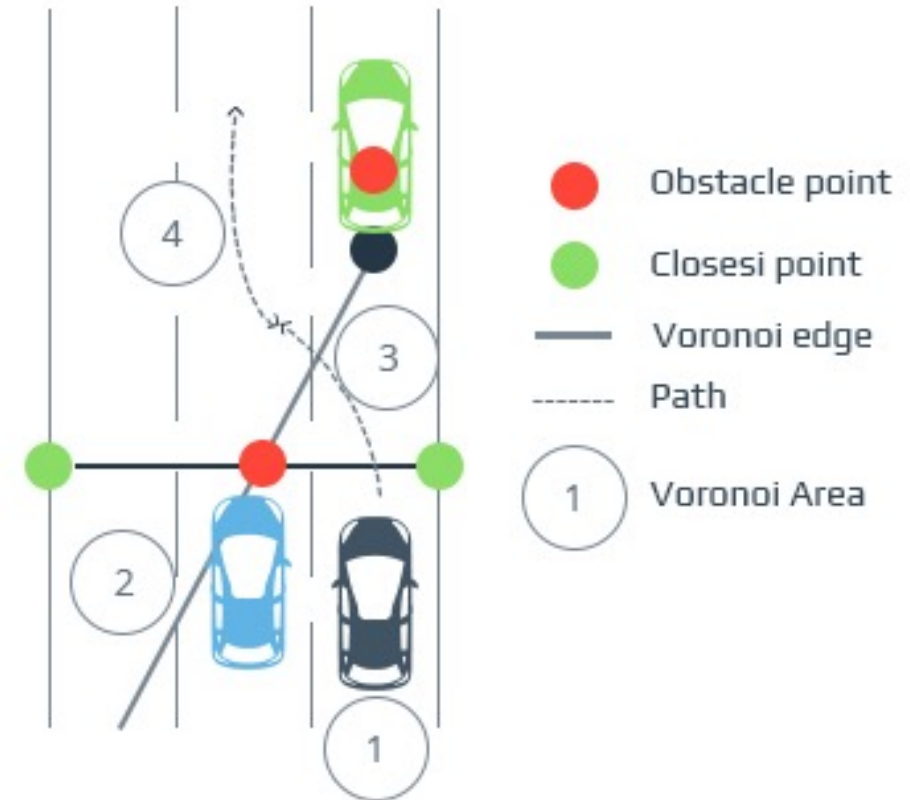 4
3
2
1
Obstacle point
Closesi point
Voronoi edge
Path
1
Voronoi Area